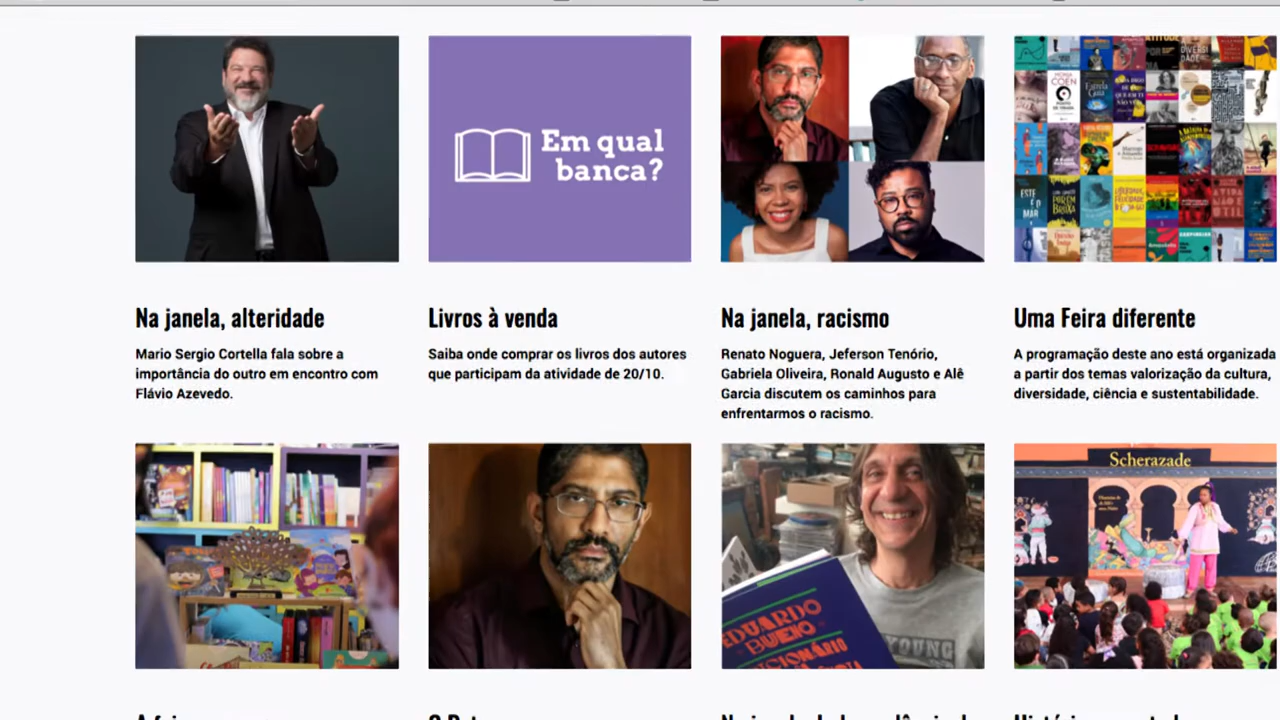 Em qual
banca?
Na janela, alteridade
Mario Sergio Cortella fala sobre a
importância do outro em encontro com
Flávio Azevedo.
Livros à venda
Saiba onde comprar os livros dos autores
que participam da atividade de 20/10.
Na janela, racismo
Renato Noguera, Jeferson Tenório,
Gabriela Oliveira, Ronald Augusto e Alê
Garcia discutem os caminhos para
enfrentarmos o racismo.
Uma Feira diferente
A programação deste ano está organizada
a partir dos temas valorização da cultura,
diversidade, ciência e sustentabilidade.
EDUARDO
BUENO
YOUNG
Scherazade